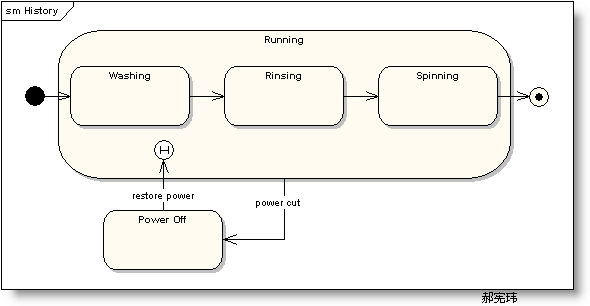 sm History
Running
Washing
Rinsing
Spinning
H
restore power
power cut
Power Off
郝宪玮